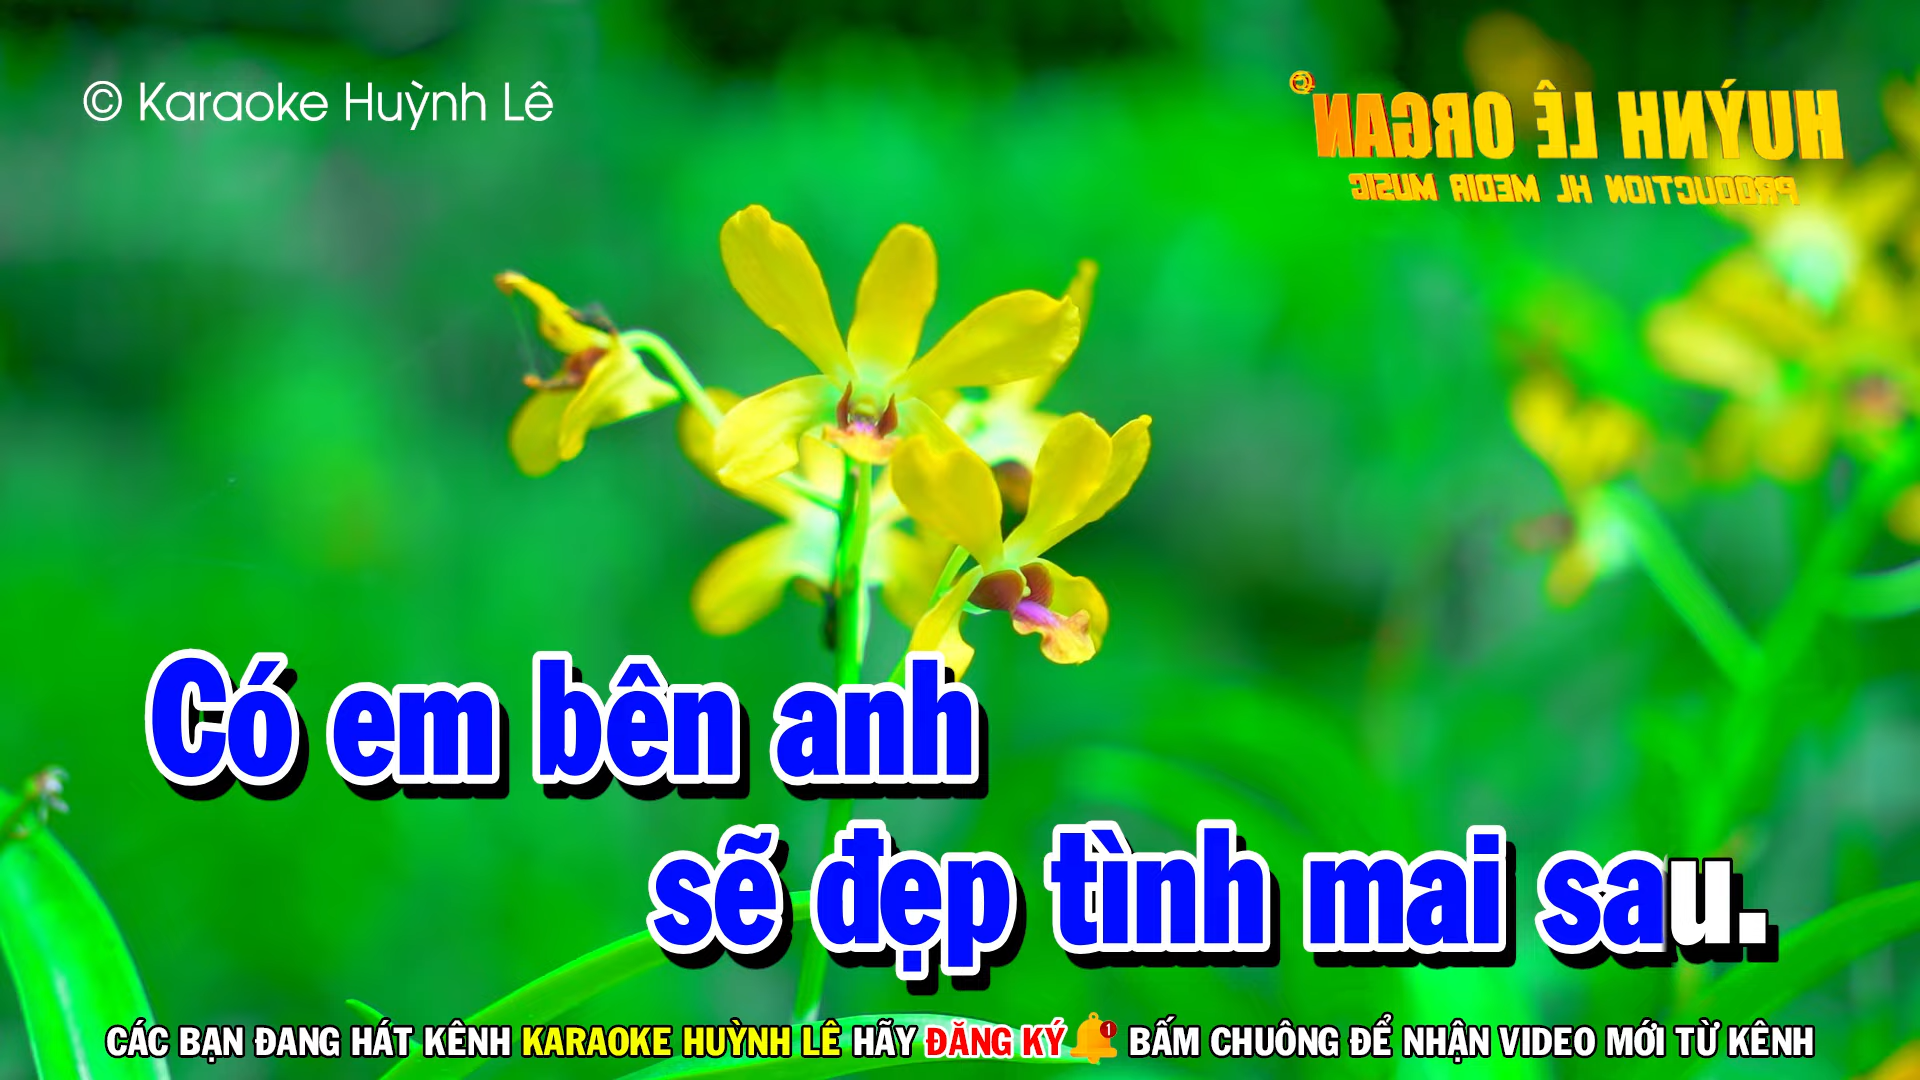 © Karaoke Huỳnh Lê
HUỲNH LÊ ORGAN
PRODUCTION HL MEDIA MUSIC
Có em bên anh
sẽ đẹp tình mai sau.
CÁC BẠN ĐANG HÁT KÊNH KARAOKE HUỲNH LÊ HÃY ĐĂNG KÝ 1 BẤM CHUÔNG ĐỂ NHẬN VIDEO MỚI TỪ KÊNH